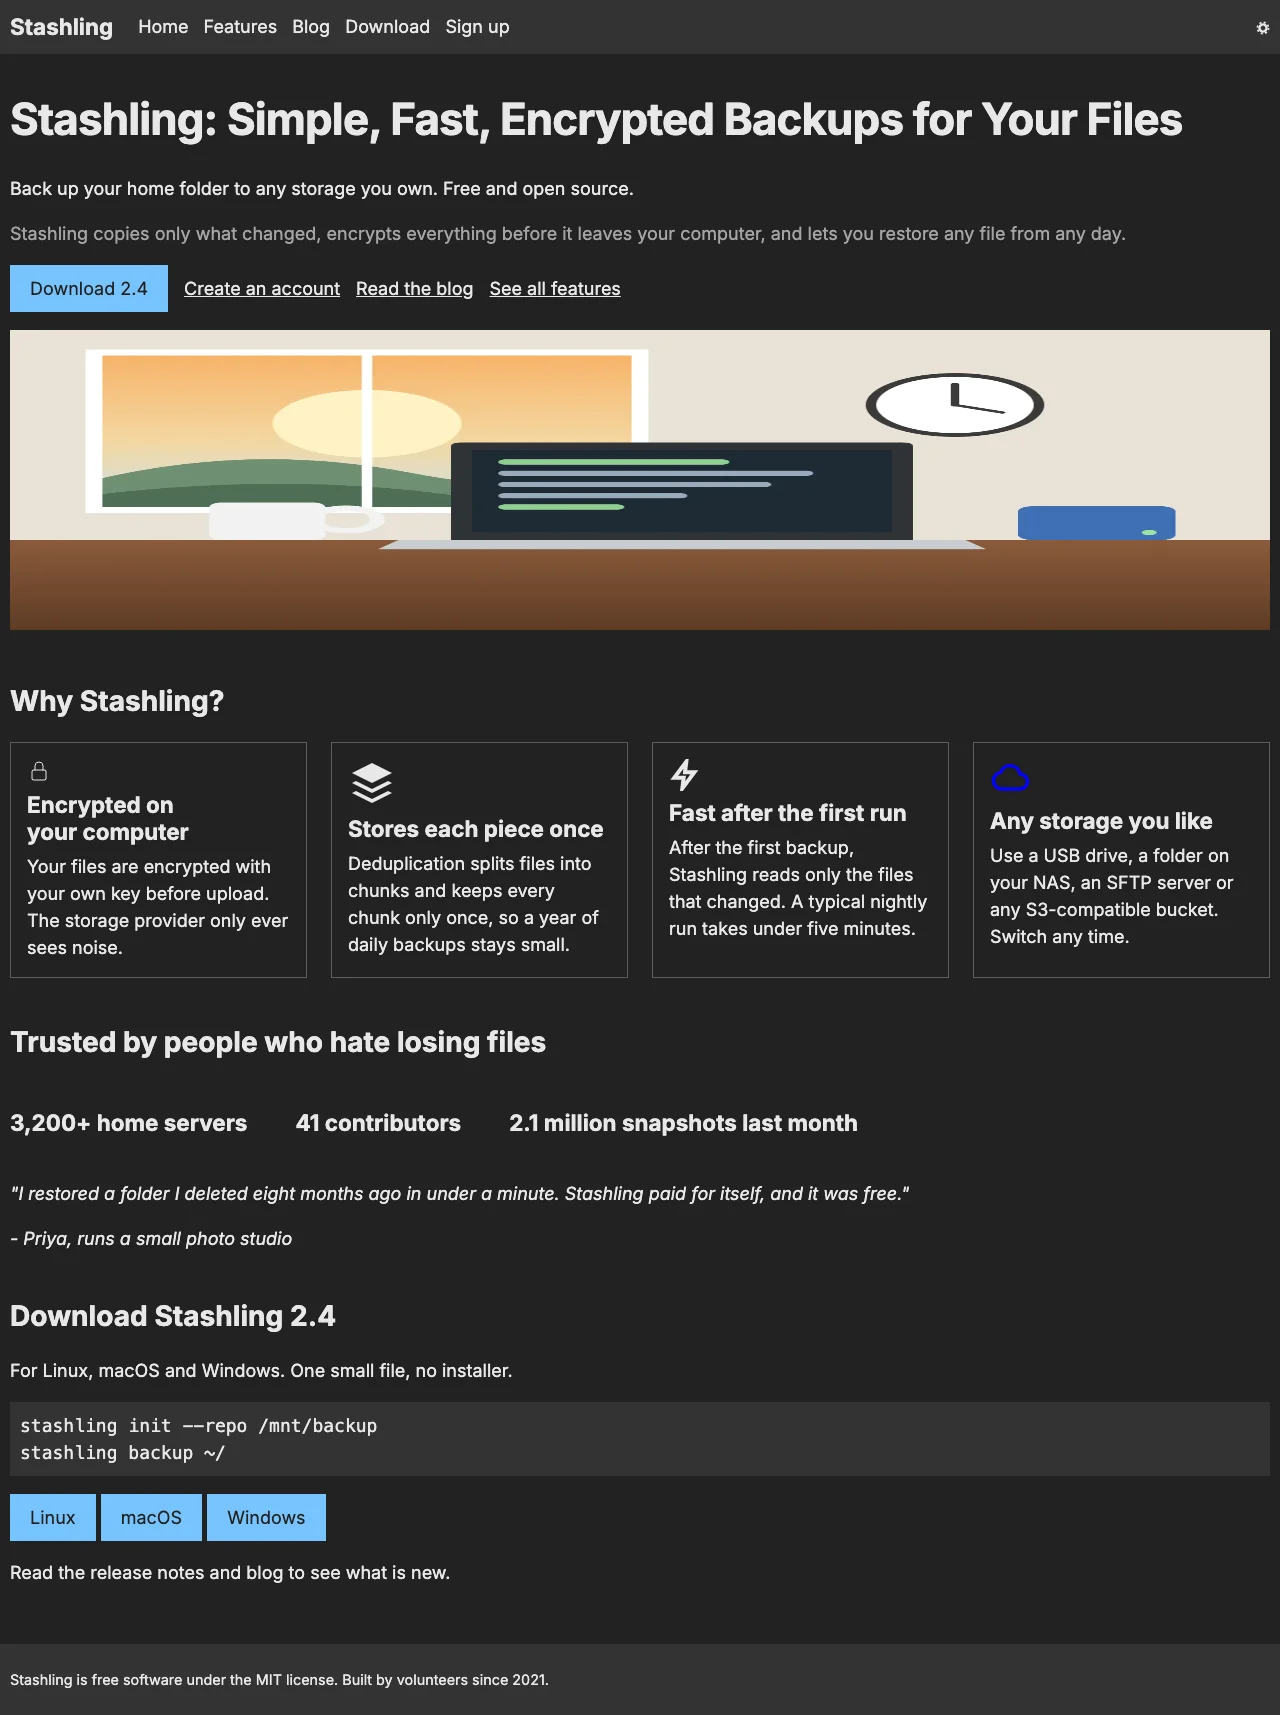 Stashling Home Features Blog Download Sign up
Stashling: Simple, Fast, Encrypted Backups for Your Files
Back up your home folder to any storage you own. Free and open source.
Stashling copies only what changed, encrypts everything before it leaves your computer, and lets you restore any file from any day.
Download 2.4 Create an account Read the blog See all features
Why Stashling?
Encrypted on
your computer
Your files are encrypted with
your own key before upload.
The storage provider only ever
sees noise.
Stores each piece once
Deduplication splits files into
chunks and keeps every
chunk only once, so a year of
daily backups stays small.
Fast after the first run
After the first backup,
Stashling reads only the files
that changed. A typical nightly
run takes under five minutes.
Any storage you like
Use a USB drive, a folder on
your NAS, an SFTP server or
any S3-compatible bucket.
Switch any time.
Trusted by people who hate losing files
3,200+ home servers 41 contributors 2.1 million snapshots last month
"I restored a folder I deleted eight months ago in under a minute. Stashling paid for itself, and it was free."
- Priya, runs a small photo studio
Download Stashling 2.4
For Linux, macOS and Windows. One small file, no installer.
stashling init --repo /mnt/backup
stashling backup ~/
Linux macOS Windows
Read the release notes and blog to see what is new.
Stashling is free software under the MIT license. Built by volunteers since 2021.